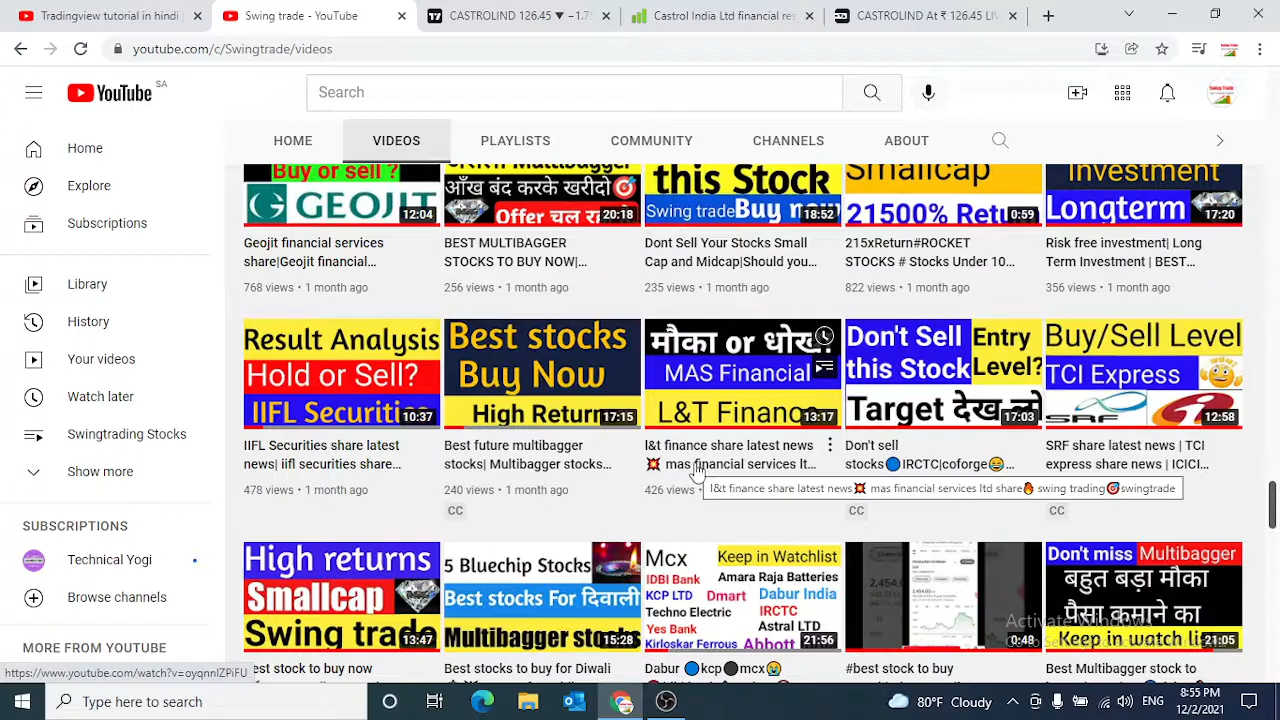 Tradingview tutorial in hindi
Swing trade - YouTube
CASTROLIND 126.45 ▼ −1.7
Castrol Ind Latest Shareholding
CASTROLIND At ₹ 126.45 LIV
youtube.com/c/Swingtrade/videos
YouTube SA
Search
HOME
VIDEOS
PLAYLISTS
COMMUNITY
CHANNELS
ABOUT
Home
Explore
Subscriptions
Library
History
Your videos
Watch later
Swingtrading Stocks
Show more
SUBSCRIPTIONS
Technical Yogi
Browse channels
MORE FROM YOUTUBE
Buy or sell ?
GEOJIT
12:04
Geojit financial services
share|Geojit financial...
768 views • 1 month ago
Multibagger
आँख बंद करके खरीदो
Offer चल
20:18
BEST MULTIBAGGER
STOCKS TO BUY NOW|...
256 views • 1 month ago
this Stock
Swing trade Buy now
18:52
Dont Sell Your Stocks Small
Cap and Midcap|Should you...
235 views • 1 month ago
Smallcap
21500% Retu
0:59
215xReturn#ROCKET
STOCKS # Stocks Under 10...
822 views • 1 month ago
Investment
Longterm
17:20
Risk free investment| Long
Term Investment | BEST...
356 views • 1 month ago
Result Analysis
Hold or Sell?
IIFL Securiti
10:37
IIFL Securities share latest
news| iifl securities share...
478 views • 1 month ago
Best stocks
Buy Now
High Return
17:15
Best future multibagger
stocks| Multibagger stocks...
240 views • 1 month ago
CC
मौका or धोखा
MAS Financial
L&T Financ
13:17
l&t finance share latest news
💥 mas financial services lt...
426 views •
l&t finance share latest news💥 mas financial services ltd share🔥 swing trading🎯swingtrade
Don't Sell
this Stock
Entry
Level?
Target देख लो
17:03
Don't sell
stocks🔵IRCTC|coforge😂...
CC
Buy/Sell Level
TCI Express
SRF
12:58
SRF share latest news | TCI
express share news | ICICI...
CC
High returns
Smallcap
Swing trade
13:47
est stock to buy now
5 Bluechip Stocks
Best stocks For दिवाली
Multibagger stocks
15:28
Best stocks to buy for Diwali
Mcx
Keep in Watchlist
IDBI Bank
Amara Raja Batteries
KCP LTD
Dmart
Dabur India
Techno Electric
IRCTC
Yes Bank
Astral LTD
Kirloskar Ferrous
Abbott
21:56
Dabur 🔵kcp⚫mcx😭
2,454.0
0:48
#best stock to buy
Don't miss Multibagger
बहुत बड़ा मौका
पैसा कमाने का
Keep in watch lis
21:05
Best Multibagger stock to
Activate Windows
https://www.youtube.com/watch?v=oyqnnIZPiFU
Type here to search
80°F Cloudy
ENG
8:55 PM
12/2/2021